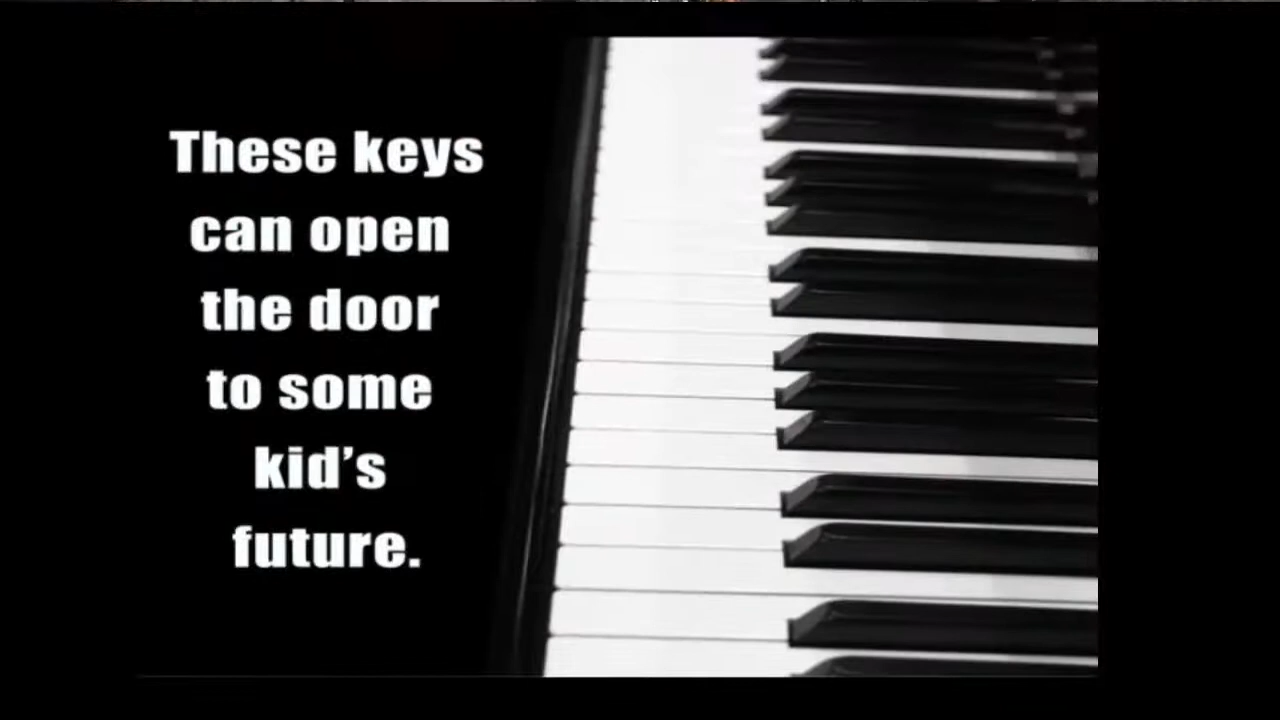 These keys
can open
the door
to some
kid’s
future.